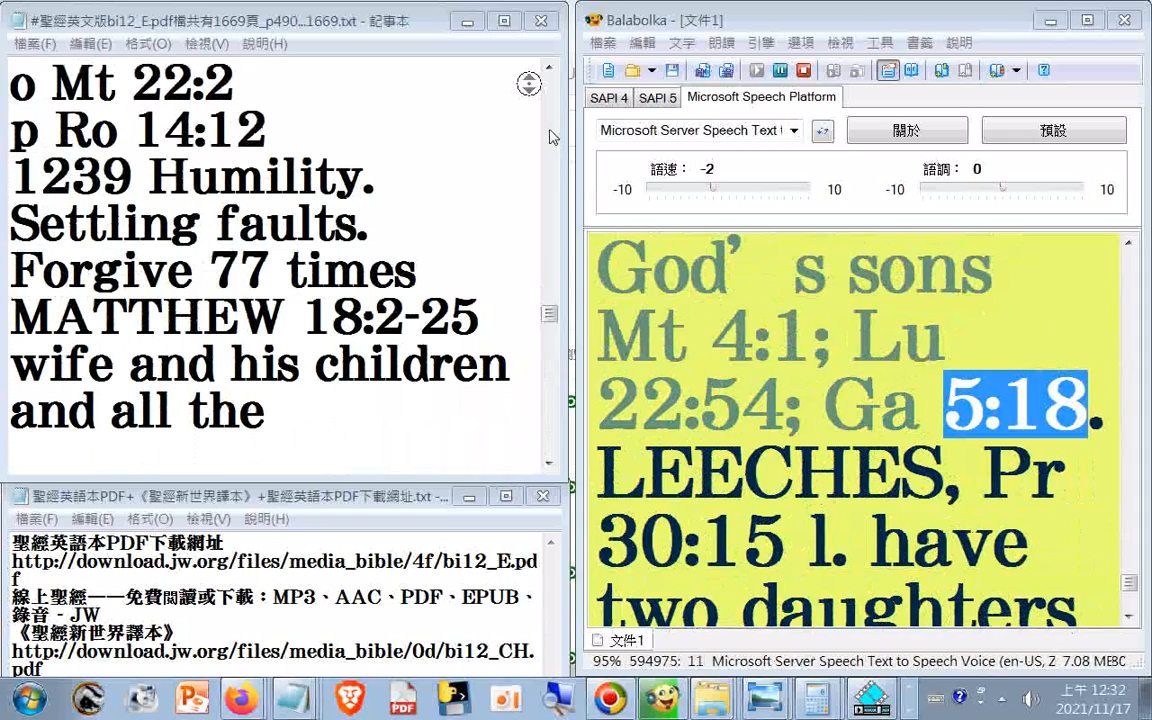 #聖經英文版bi12_E.pdf檔共有1669頁_p490...1669.txt - 記事本
檔案(F) 編輯(E) 格式(O) 檢視(V) 說明(H)
o Mt 22:2
p Ro 14:12
1239 Humility.
Settling faults.
Forgive 77 times
MATTHEW 18:2-25
wife and his children
and all the
聖經英語本PDF+《聖經新世界譯本》+聖經英語本PDF下載網址.txt -...
檔案(F) 編輯(E) 格式(O) 檢視(V) 說明(H)
聖經英語本PDF下載網址
http://download.jw.org/files/media_bible/4f/bi12_E.pd
f
線上聖經——免費閱讀或下載：MP3、AAC、PDF、EPUB、
錄音 - JW
《聖經新世界譯本》
http://download.jw.org/files/media_bible/0d/bi12_CH.
pdf
Balabolka - [文件1]
檔案 編輯 文字 朗讀 引擎 選項 檢視 工具 書籤 說明
SAPI 4 SAPI 5 Microsoft Speech Platform
Microsoft Server Speech Text 關於 預設
語速： -2 語調： 0
-10 10 -10 10
God’s sons
Mt 4:1; Lu
22:54; Ga 5:18.
LEECHES, Pr
30:15 l. have
two daughters
文件1
95% 594975: 11 Microsoft Server Speech Text to Speech Voice (en-US, Z 7.08 MB
PDF
上午 12:32
2021/11/17